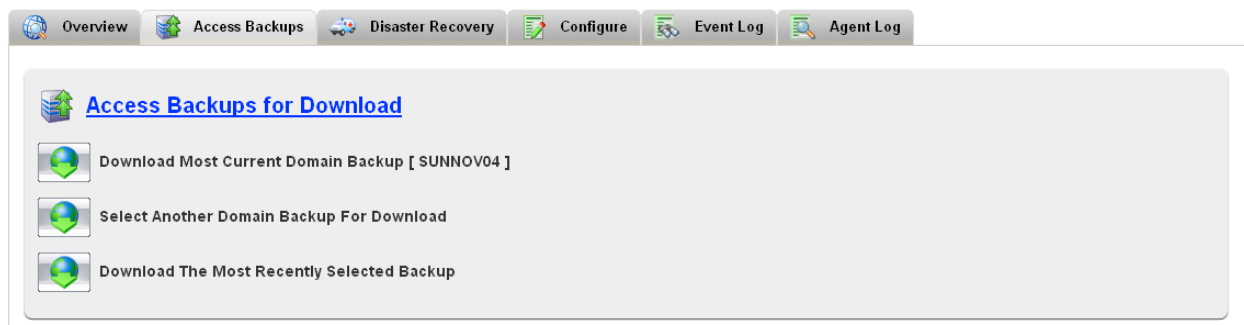 Overview Access Backups Disaster Recovery Configure Event Log Agent Log
Access Backups for Download
Download Most Current Domain Backup [ SUNNOV04 ]
Select Another Domain Backup For Download
Download The Most Recently Selected Backup